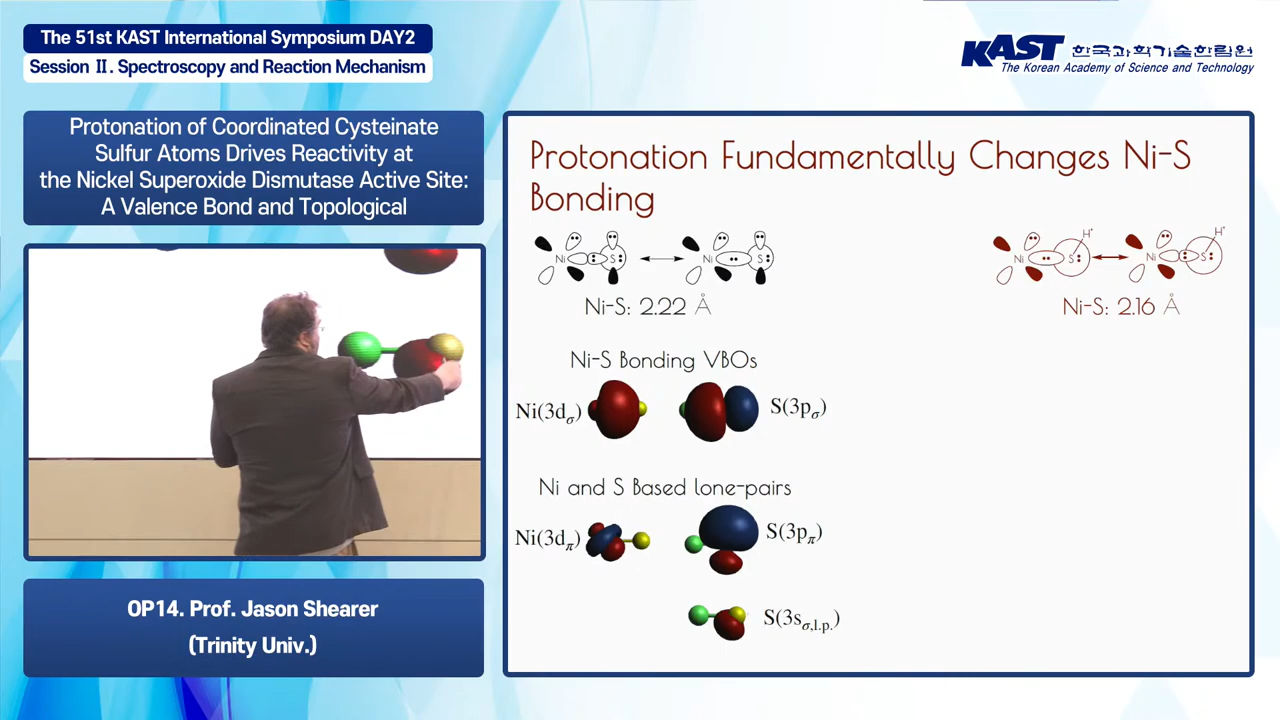 The 51st KAST International Symposium DAY2
Session Ⅱ. Spectroscopy and Reaction Mechanism
KAST 한국과학기술한림원
The Korean Academy of Science and Technology
Protonation of Coordinated Cysteinate
Sulfur Atoms Drives Reactivity at
the Nickel Superoxide Dismutase Active Site:
A Valence Bond and Topological
OP14. Prof. Jason Shearer
(Trinity Univ.)
Protonation Fundamentally Changes Ni-S
Bonding
Ni S Ni S
Ni-S: 2.22 Å
H⁺ H⁺
Ni S Ni S
Ni-S: 2.16 Å
Ni-S Bonding VBOs
Ni(3dσ) S(3pσ)
Ni and S Based lone-pairs
Ni(3dπ) S(3pπ)
S(3sσ,l.p.)